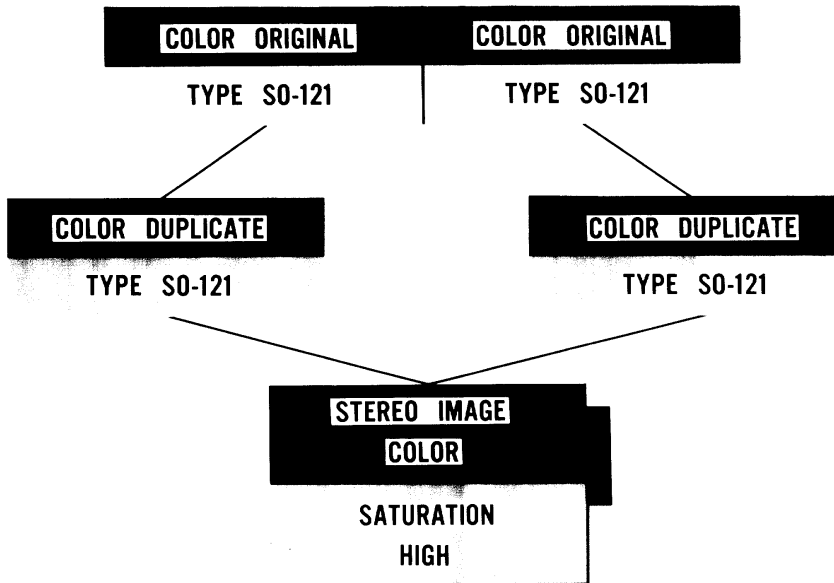 COLOR ORIGINAL COLOR ORIGINAL
TYPE SO-121 TYPE SO-121
COLOR DUPLICATE COLOR DUPLICATE
TYPE SO-121 TYPE SO-121
STEREO IMAGE
COLOR
SATURATION
HIGH